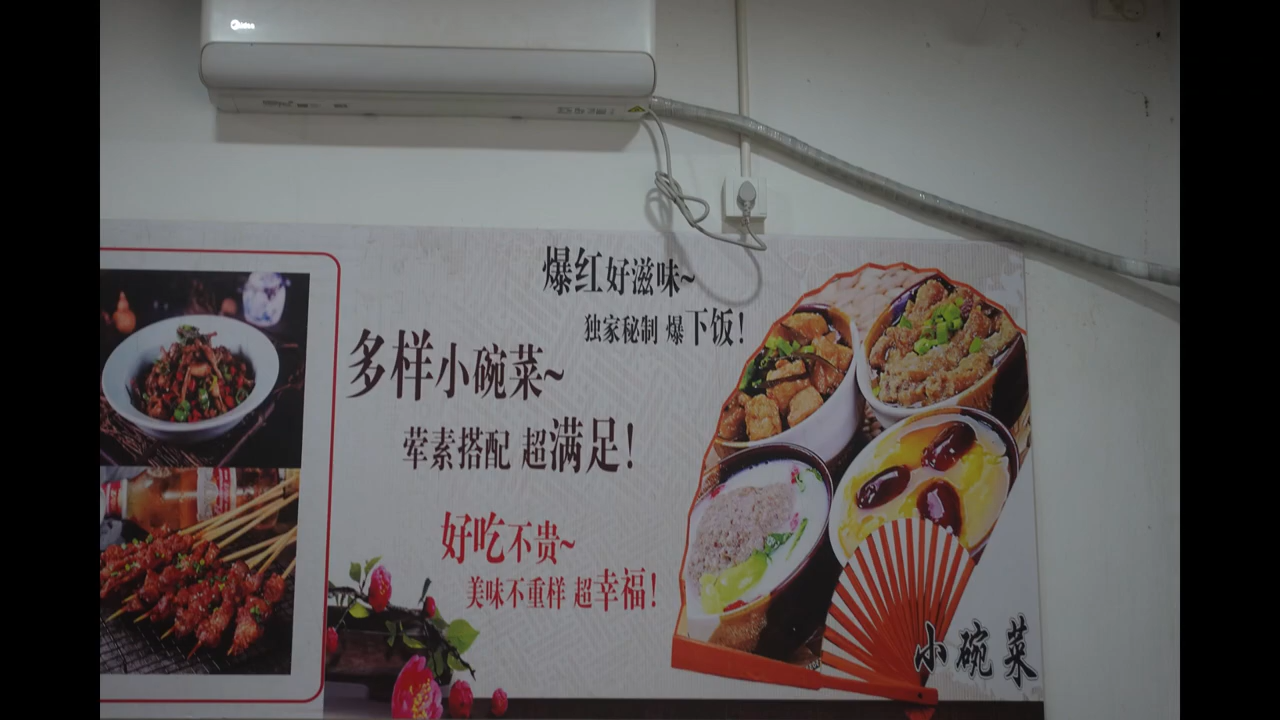 Midea
爆红好滋味~
独家秘制 爆下饭!
多样小碗菜~
荤素搭配 超满足!
好吃不贵~
美味不重样 超幸福!
小碗菜